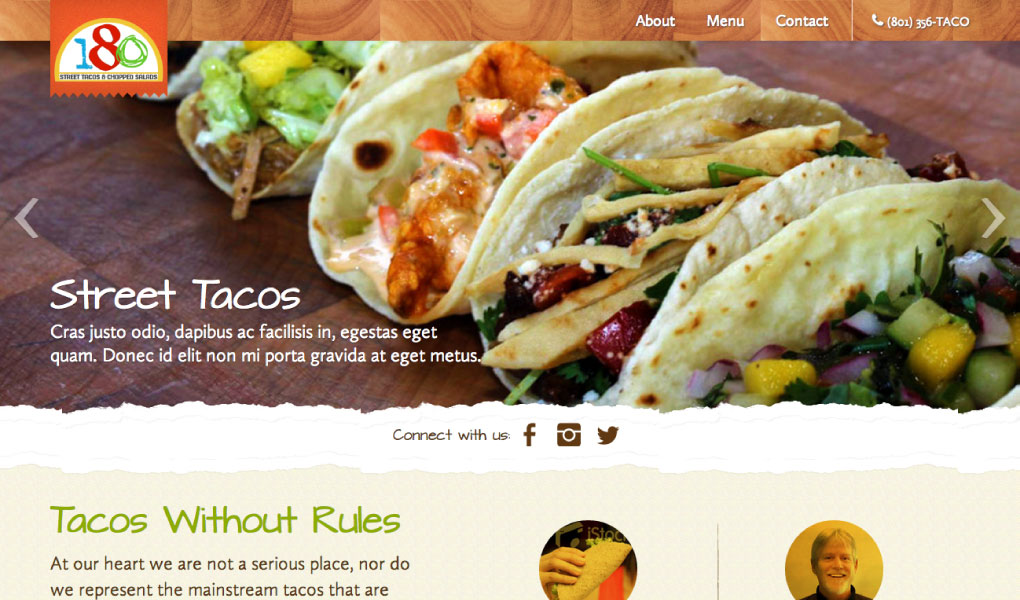 180
STREET TACOS & CHOPPED SALADS
About
Menu
Contact
(801) 356-TACO
Street Tacos
Cras justo odio, dapibus ac facilisis in, egestas eget
quam. Donec id elit non mi porta gravida at eget metus.
Connect with us:
Tacos Without Rules
At our heart we are not a serious place, nor do
we represent the mainstream tacos that are